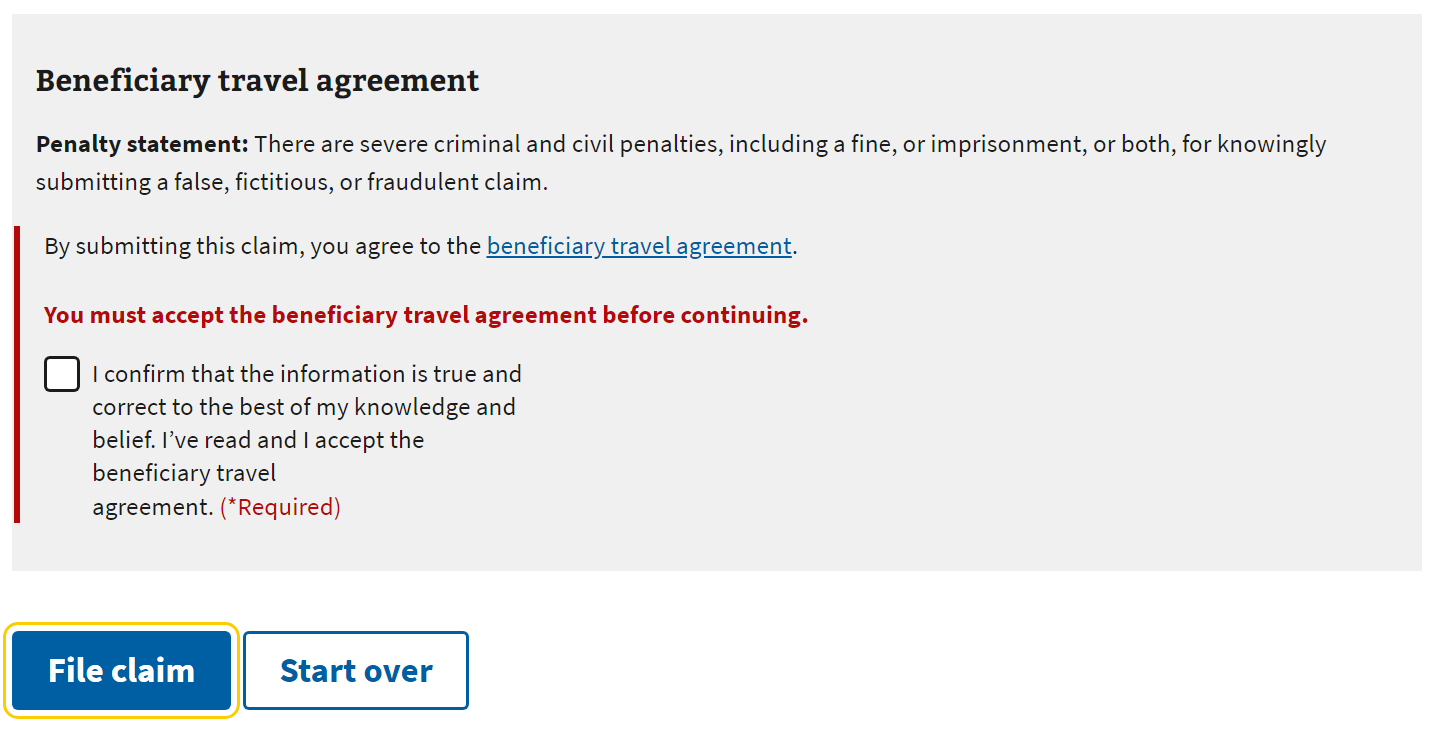 Beneficiary travel agreement
Penalty statement: There are severe criminal and civil penalties, including a fine, or imprisonment, or both, for knowingly
submitting a false, fictitious, or fraudulent claim.
By submitting this claim, you agree to the beneficiary travel agreement.
You must accept the beneficiary travel agreement before continuing.
I confirm that the information is true and
correct to the best of my knowledge and
belief. I’ve read and I accept the
beneficiary travel
agreement. (*Required)
File claim
Start over